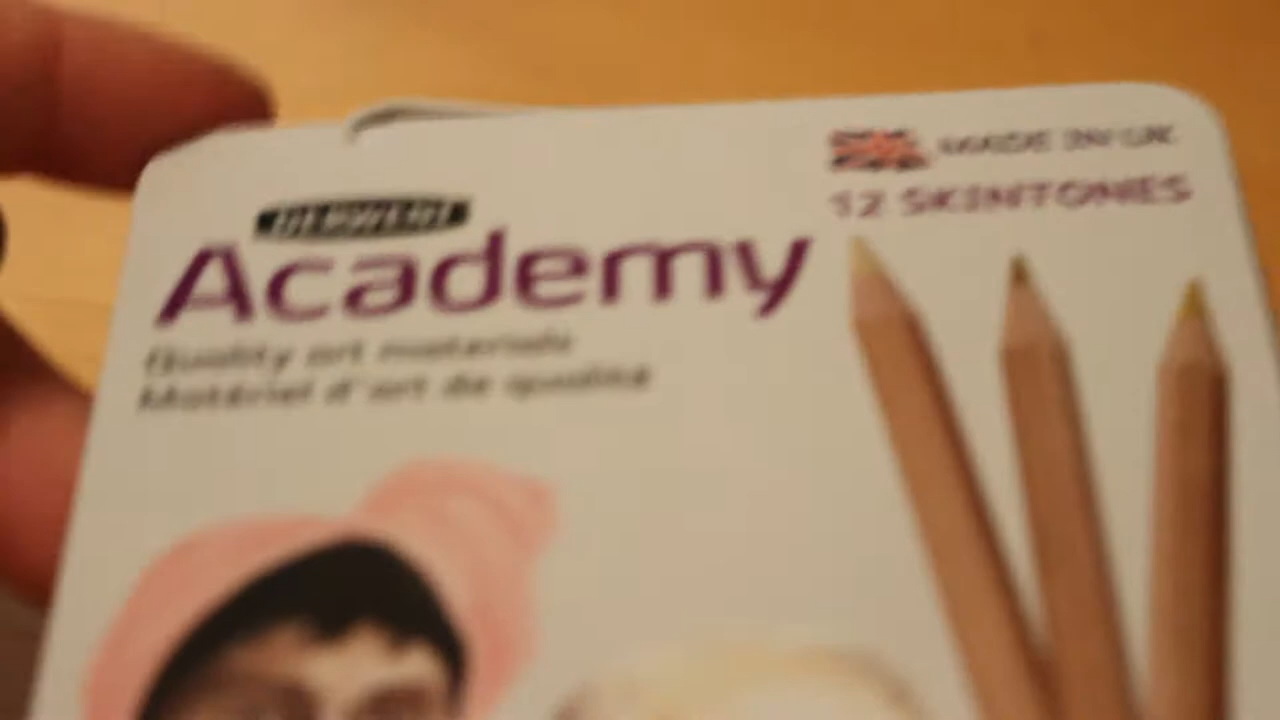 DERWENT
Academy
Quality art materials
Matériel d'art de qualité
MADE IN UK
12 SKINTONES